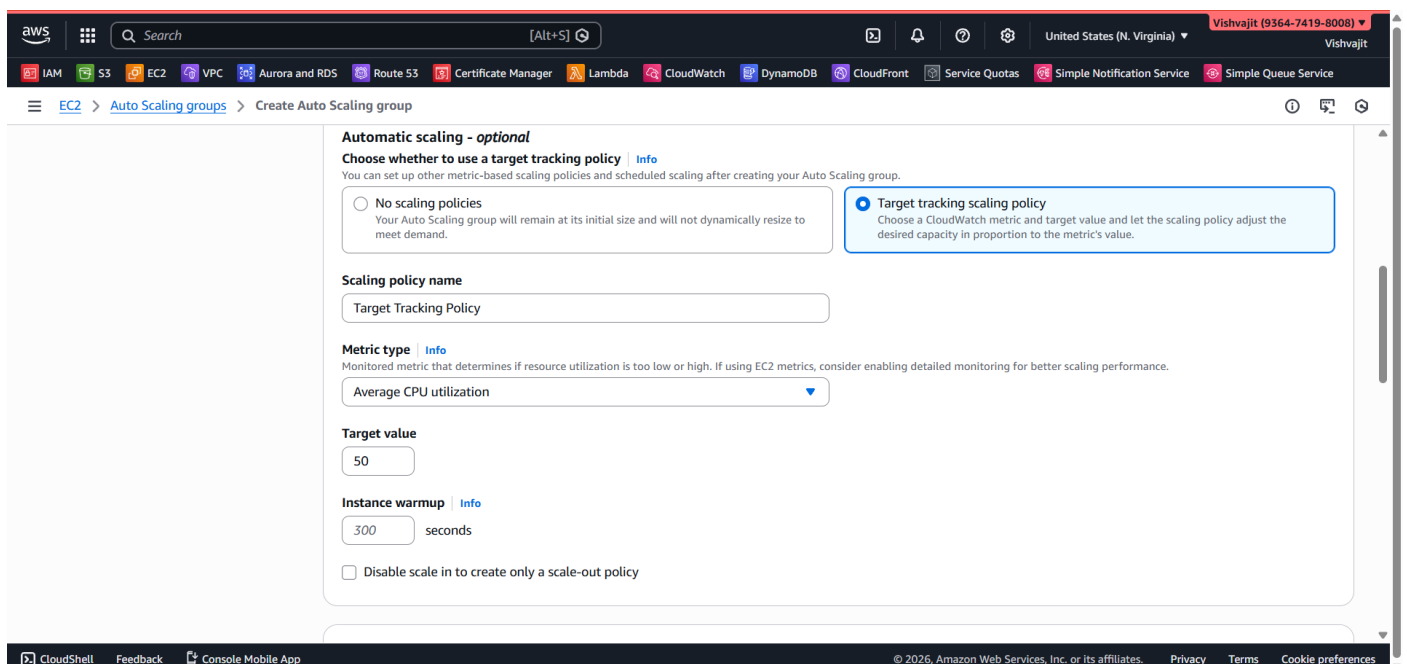 aws
Search
[Alt+S]
United States (N. Virginia)
Vishvajit (9364-7419-8008)
Vishvajit
IAM S3 EC2 VPC Aurora and RDS Route 53 Certificate Manager Lambda CloudWatch DynamoDB CloudFront Service Quotas Simple Notification Service Simple Queue Service
EC2 > Auto Scaling groups > Create Auto Scaling group
Automatic scaling - optional
Choose whether to use a target tracking policy Info
You can set up other metric-based scaling policies and scheduled scaling after creating your Auto Scaling group.
No scaling policies
Your Auto Scaling group will remain at its initial size and will not dynamically resize to
meet demand.
Target tracking scaling policy
Choose a CloudWatch metric and target value and let the scaling policy adjust the
desired capacity in proportion to the metric's value.
Scaling policy name
Target Tracking Policy
Metric type Info
Monitored metric that determines if resource utilization is too low or high. If using EC2 metrics, consider enabling detailed monitoring for better scaling performance.
Average CPU utilization
Target value
50
Instance warmup Info
300 seconds
Disable scale in to create only a scale-out policy
CloudShell Feedback Console Mobile App © 2026, Amazon Web Services, Inc. or its affiliates. Privacy Terms Cookie preferences